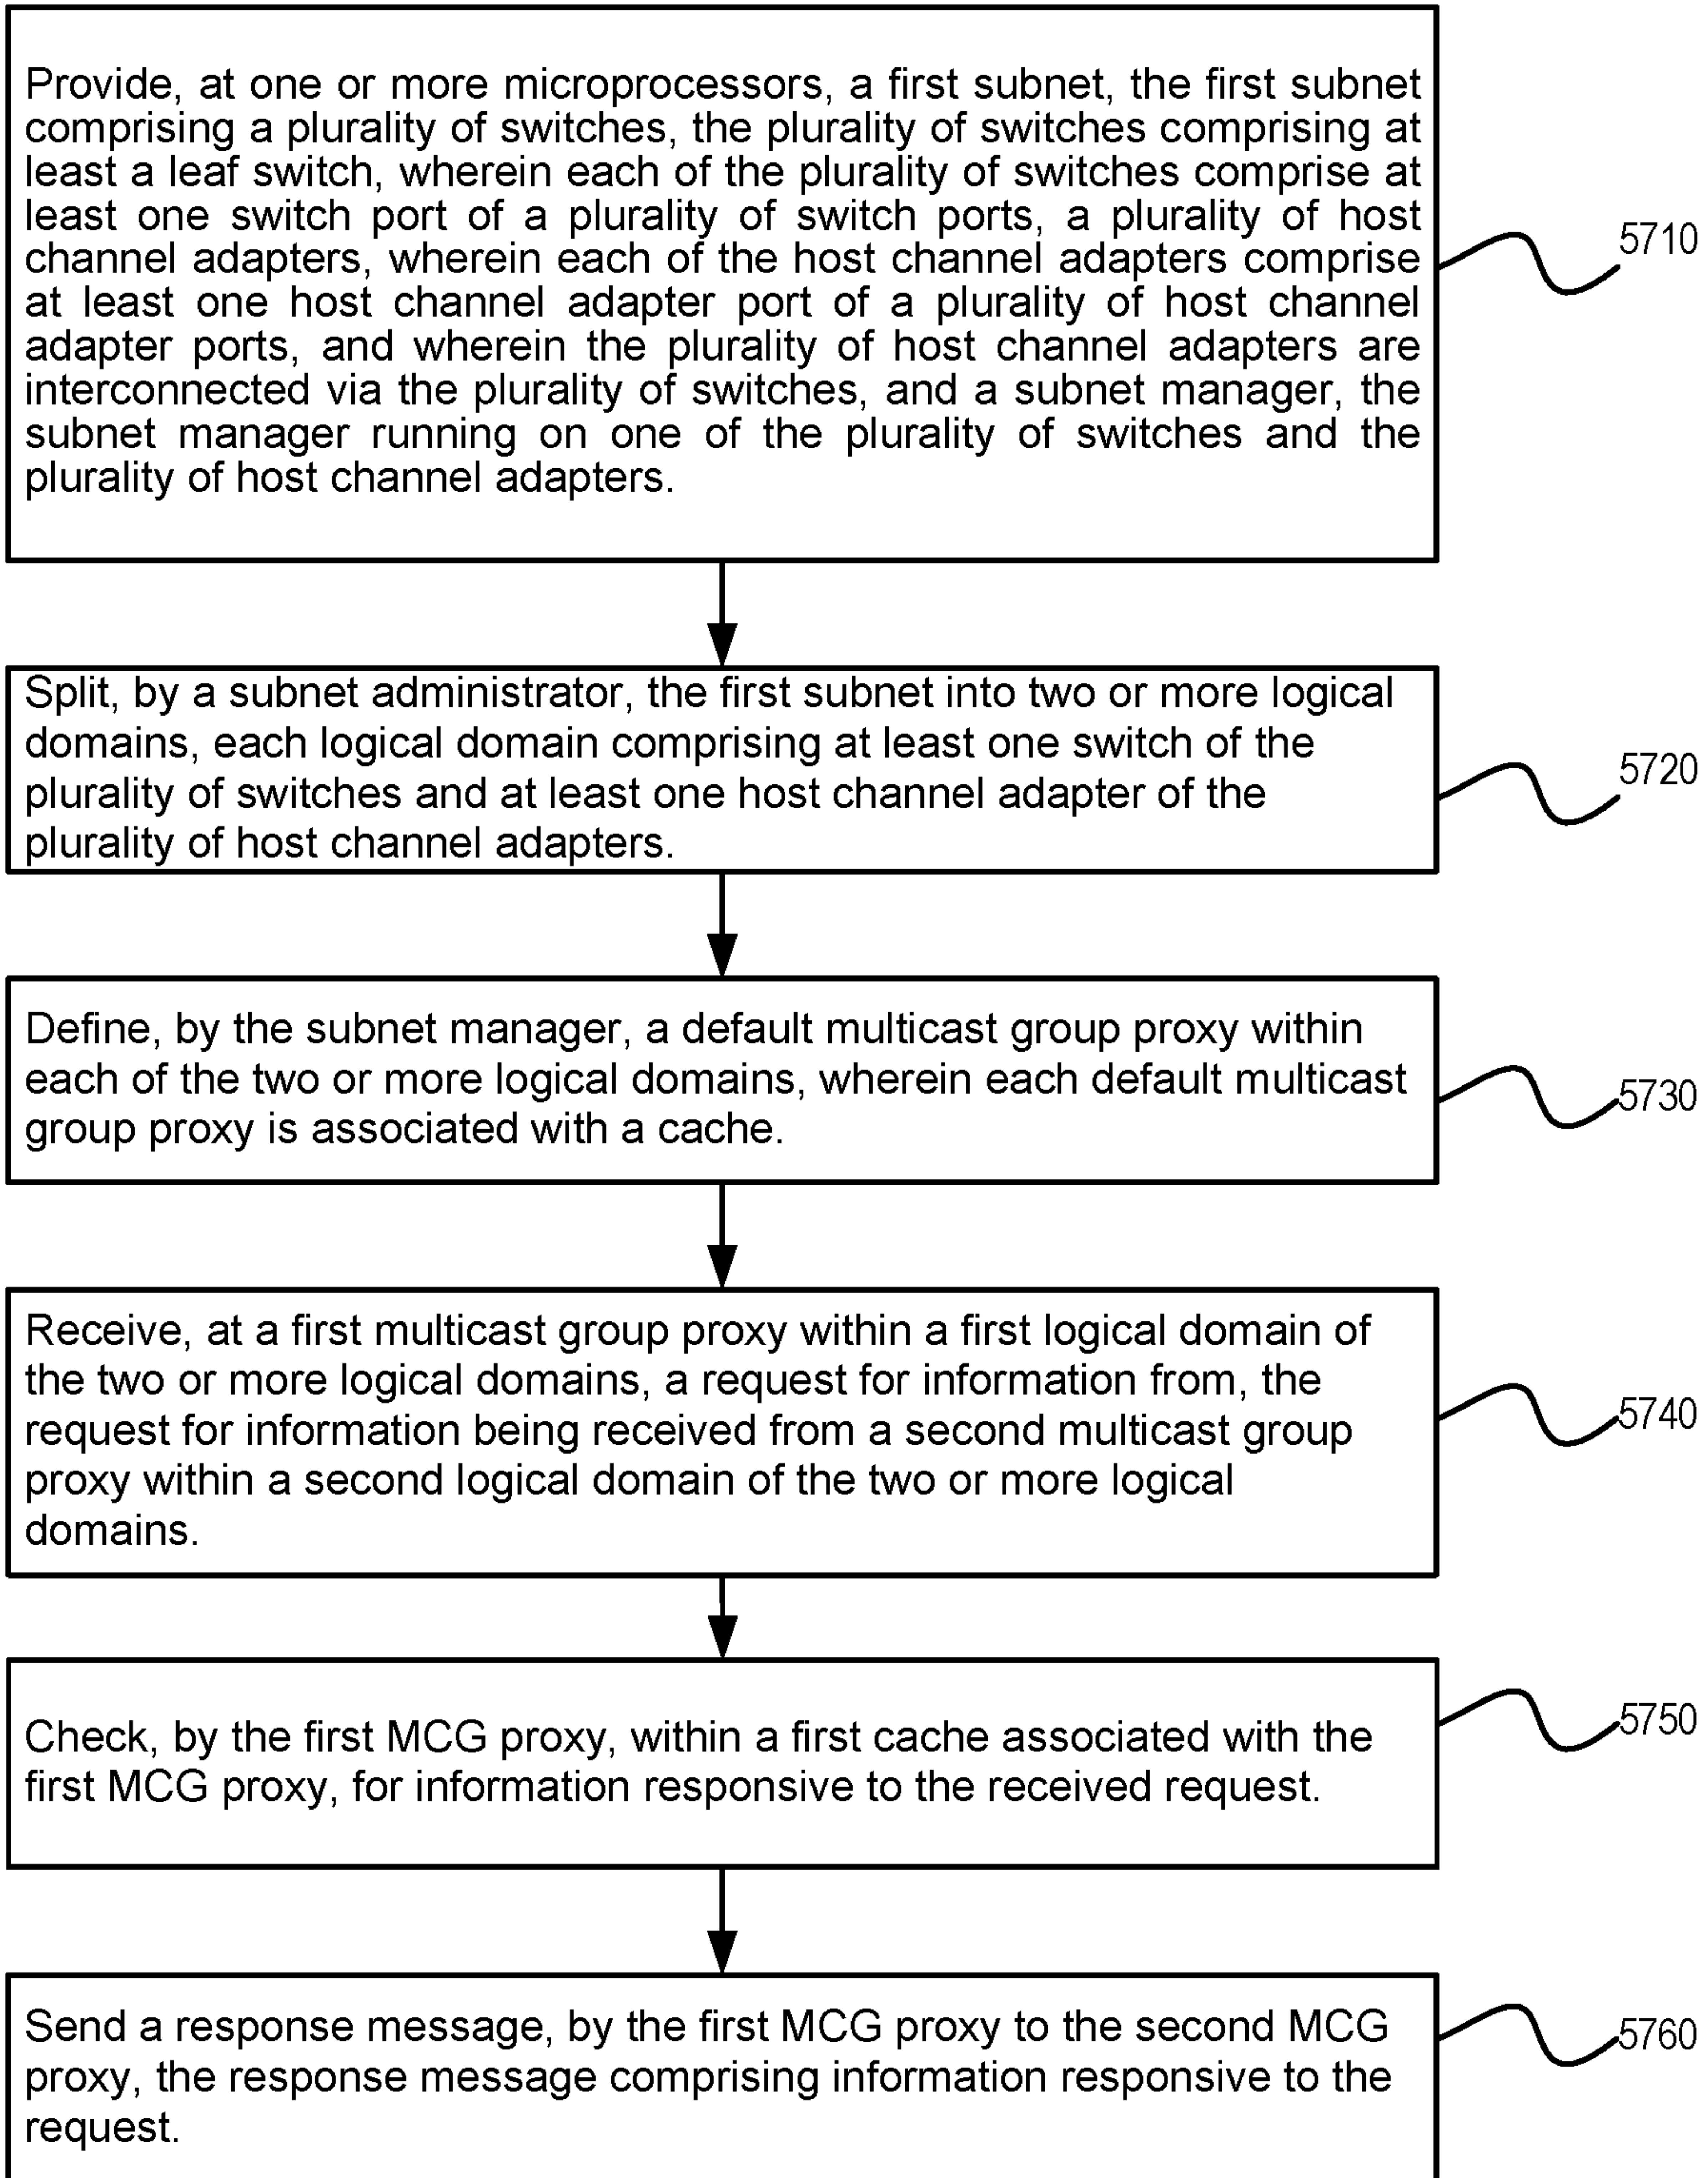 Provide, at one or more microprocessors, a first subnet, the first subnet
comprising a plurality of switches, the plurality of switches comprising at
least a leaf switch, wherein each of the plurality of switches comprise at
least one switch port of a plurality of switch ports, a plurality of host
channel adapters, wherein each of the host channel adapters comprise
at least one host channel adapter port of a plurality of host channel
adapter ports, and wherein the plurality of host channel adapters are
interconnected via the plurality of switches, and a subnet manager, the
subnet manager running on one of the plurality of switches and the
plurality of host channel adapters.
5710
Split, by a subnet administrator, the first subnet into two or more logical
domains, each logical domain comprising at least one switch of the
plurality of switches and at least one host channel adapter of the
plurality of host channel adapters.
5720
Define, by the subnet manager, a default multicast group proxy within
each of the two or more logical domains, wherein each default multicast
group proxy is associated with a cache.
5730
Receive, at a first multicast group proxy within a first logical domain of
the two or more logical domains, a request for information from, the
request for information being received from a second multicast group
proxy within a second logical domain of the two or more logical
domains.
5740
Check, by the first MCG proxy, within a first cache associated with the
first MCG proxy, for information responsive to the received request.
5750
Send a response message, by the first MCG proxy to the second MCG
proxy, the response message comprising information responsive to the
request.
5760